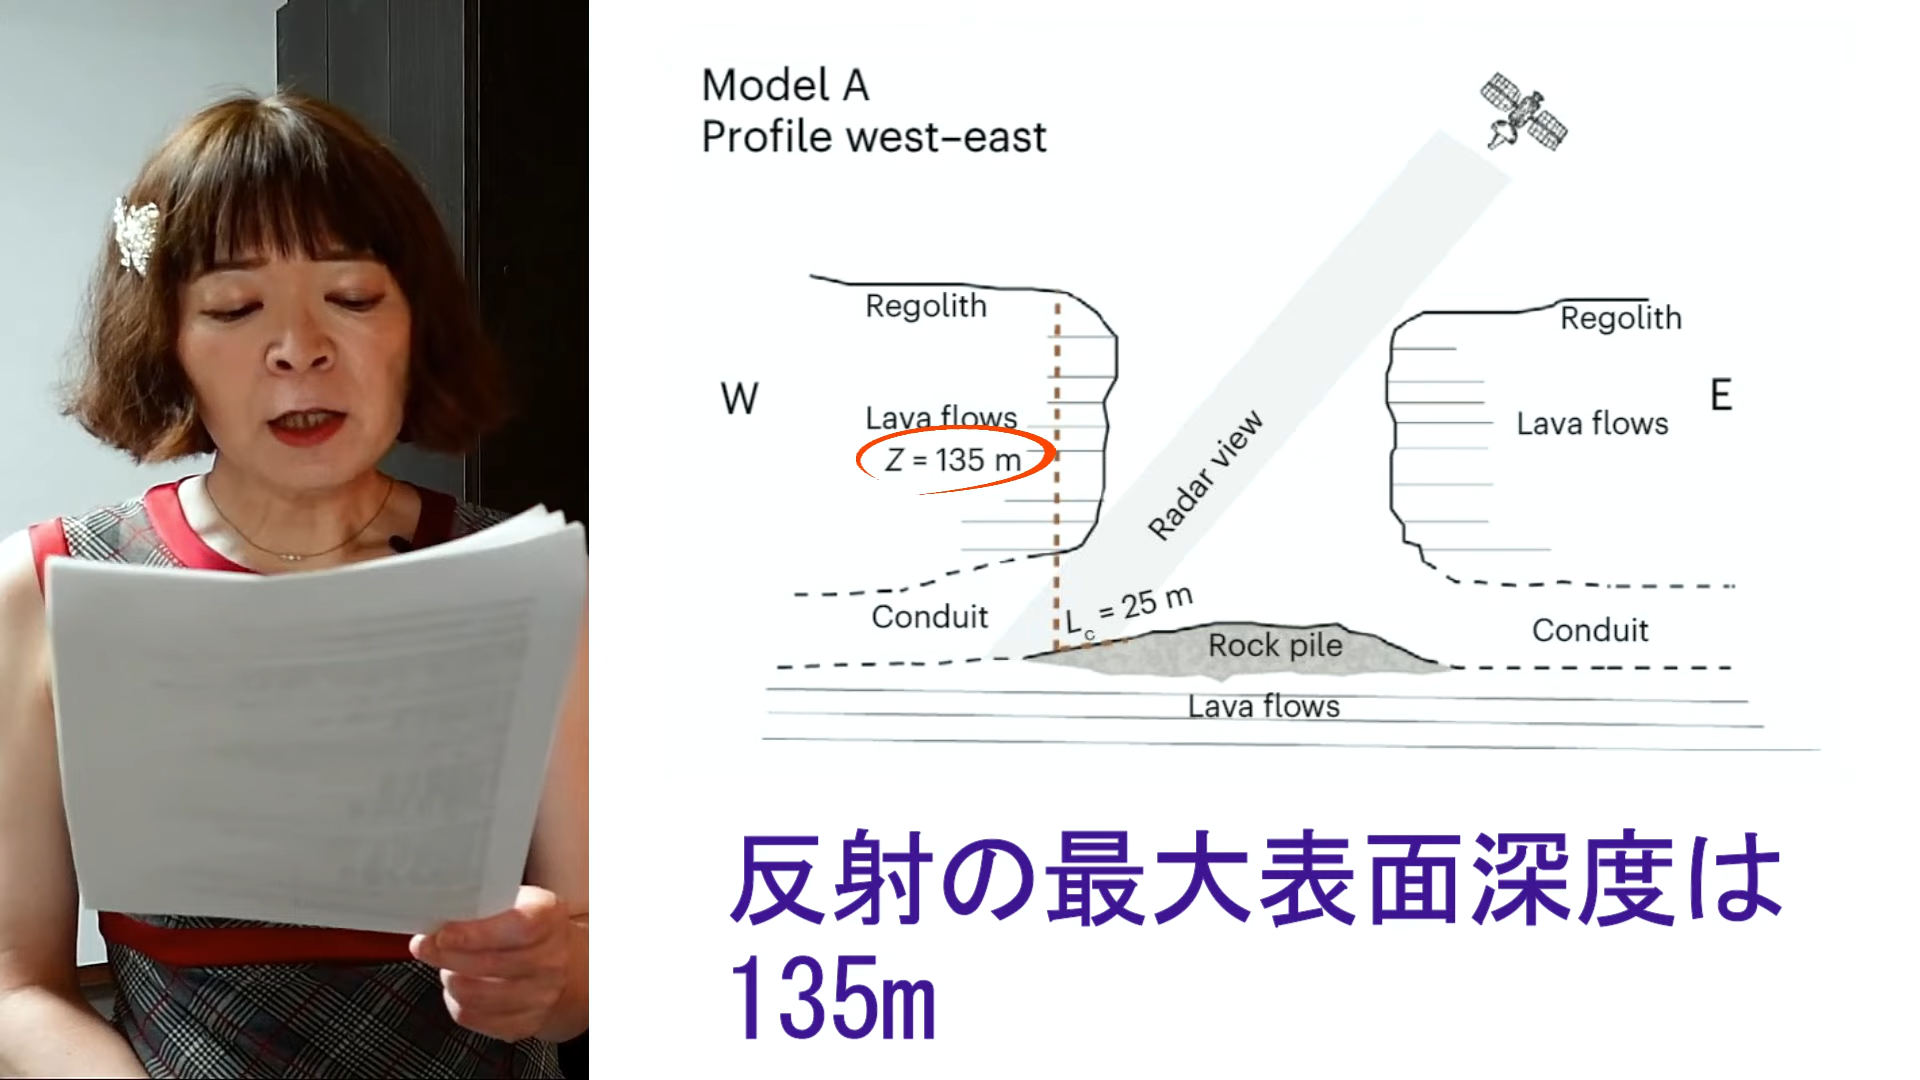 Model A
Profile west–east
Regolith
Regolith
W
E
Lava flows
Lava flows
Z = 135 m
Radar view
Lc = 25 m
Conduit
Rock pile
Conduit
Lava flows
反射の最大表面深度は
135m